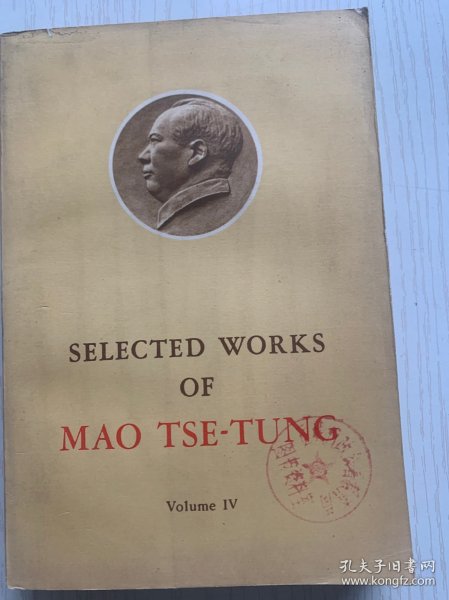 SELECTED WORKS
OF
MAO TSE-TUNG
Volume IV
孔夫子旧书网
www.kongfz.com